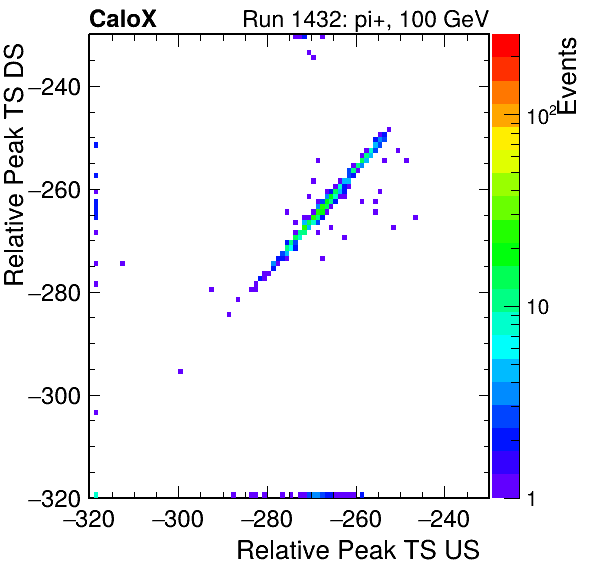 CaloX Run 1432: pi+, 100 GeV
Relative Peak TS DS
−240
−260
−280
−300
−320
−320 −300 −280 −260 −240
Relative Peak TS US
Events
10²
10
1